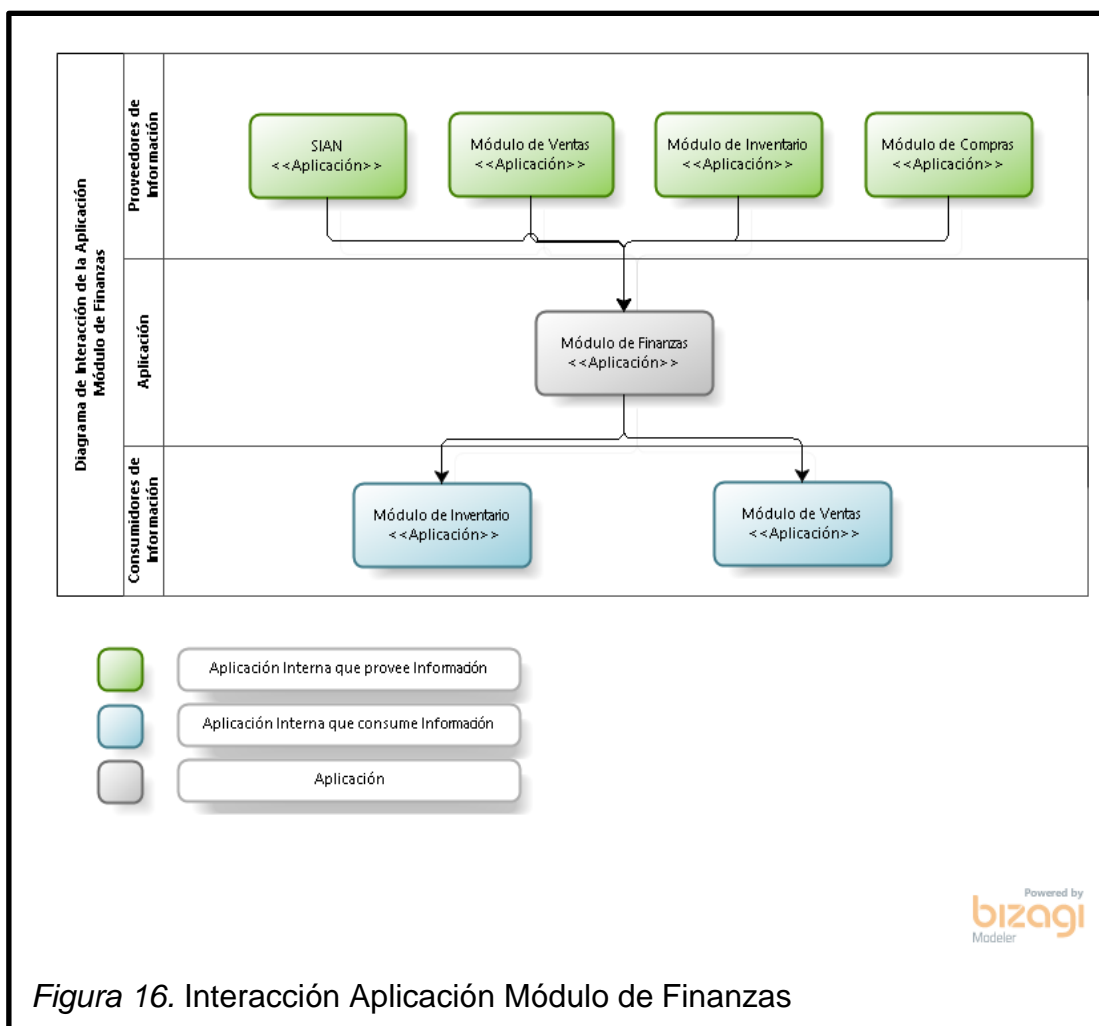 Diagrama de Interacción de la Aplicación
Módulo de Finanzas
Proveedores de
Información
SIAN
<<Aplicación>>
Módulo de Ventas
<<Aplicación>>
Módulo de Inventario
<<Aplicación>>
Módulo de Compras
<<Aplicación>>
Aplicación
Módulo de Finanzas
<<Aplicación>>
Consumidores de
Información
Módulo de Inventario
<<Aplicación>>
Módulo de Ventas
<<Aplicación>>
Aplicación Interna que provee Información
Aplicación Interna que consume Información
Aplicación
Powered by
bizagi
Modeler
Figura 16. Interacción Aplicación Módulo de Finanzas